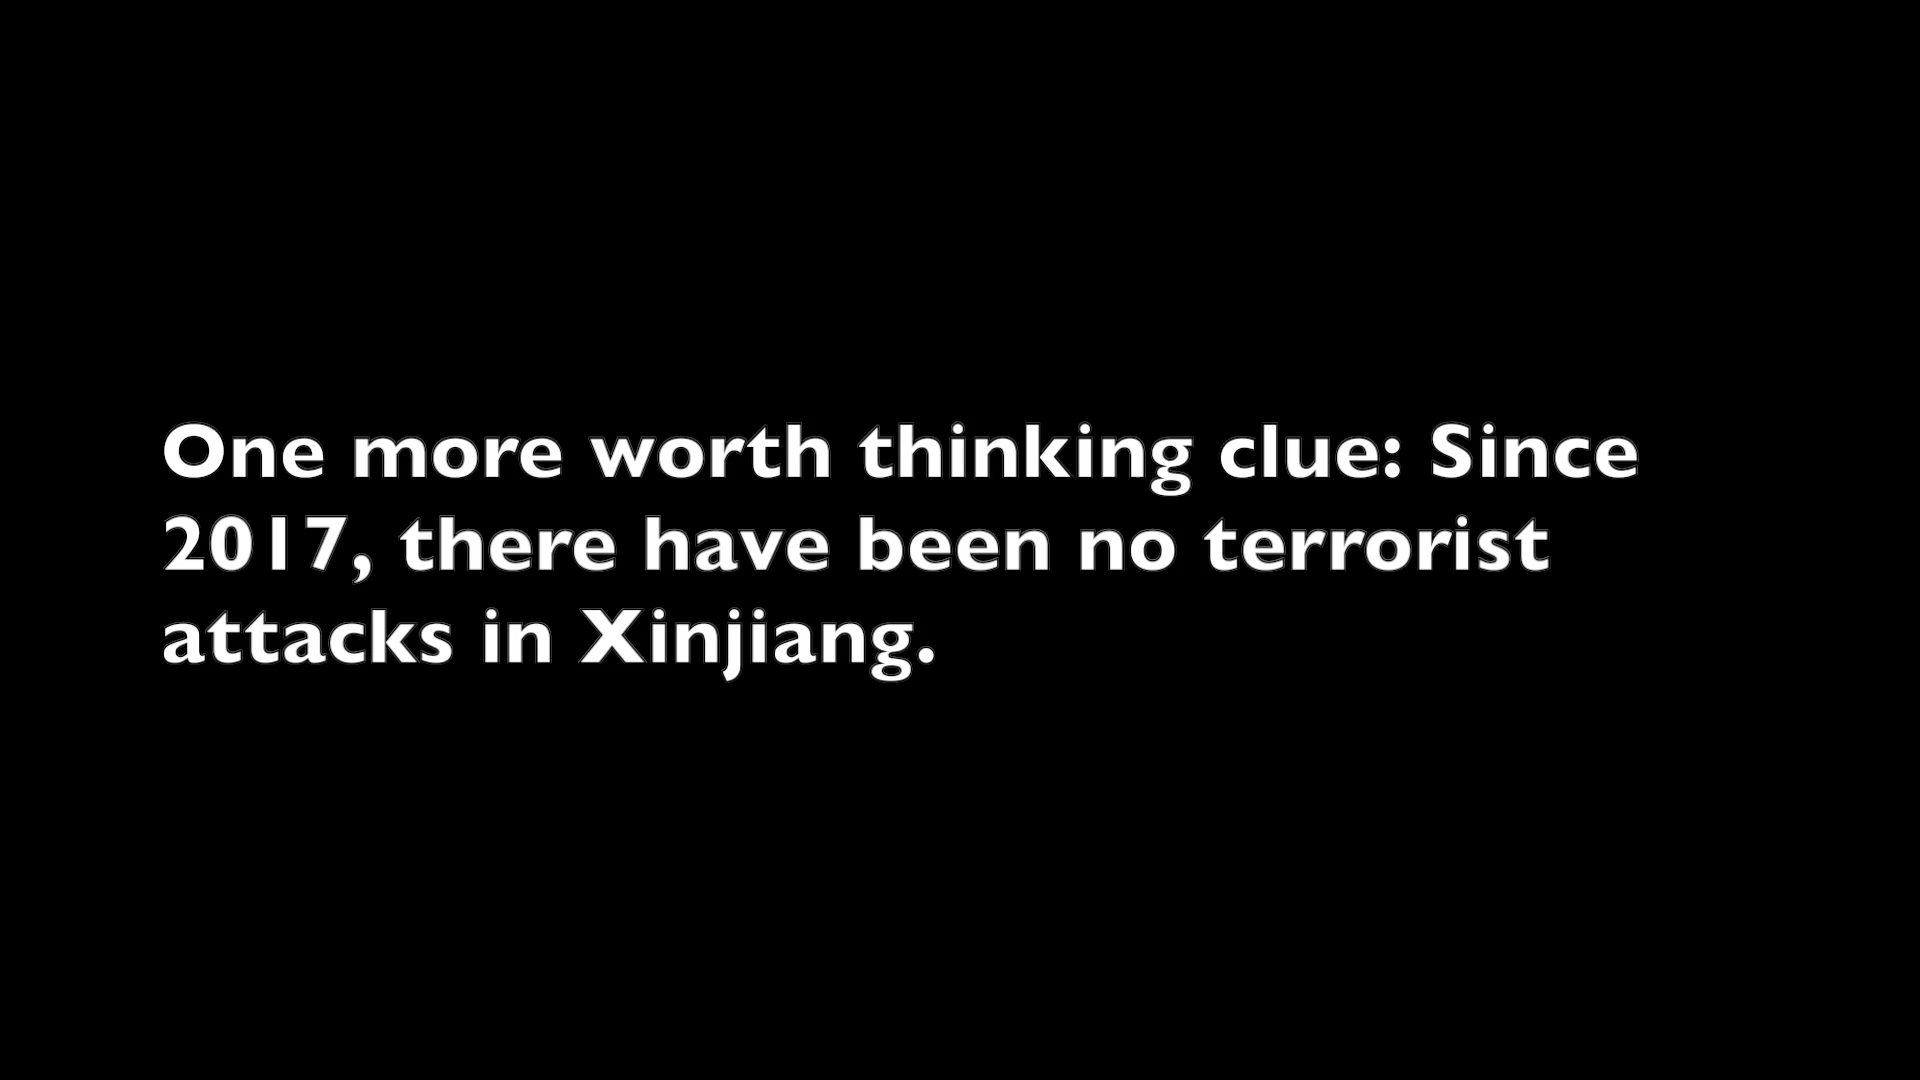 One more worth thinking clue: Since
2017, there have been no terrorist
attacks in Xinjiang.